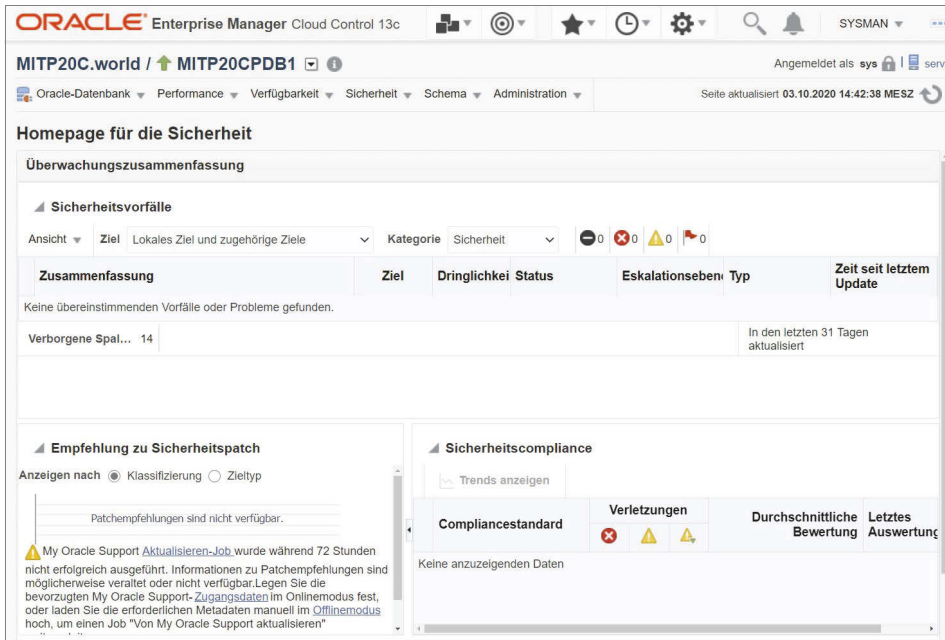 ORACLE® Enterprise Manager Cloud Control 13c SYSMAN
MITP20C.world / MITP20CPDB1
Angemeldet als sys serv
Oracle-Datenbank Performance Verfügbarkeit Sicherheit Schema Administration Seite aktualisiert 03.10.2020 14:42:38 MESZ
Homepage für die Sicherheit
Überwachungszusammenfassung
Sicherheitsvorfälle
Ansicht Ziel Lokales Ziel und zugehörige Ziele Kategorie Sicherheit 0 0 0 0
Zusammenfassung Ziel Dringlichkei Status Eskalationseben Typ Zeit seit letztem
Update
Keine übereinstimmenden Vorfälle oder Probleme gefunden.
Verborgene Spal... 14
In den letzten 31 Tagen
aktualisiert
Empfehlung zu Sicherheitspatch
Anzeigen nach Klassifizierung Zieltyp
Patchempfehlungen sind nicht verfügbar.
My Oracle Support Aktualisieren-Job wurde während 72 Stunden
nicht erfolgreich ausgeführt. Informationen zu Patchempfehlungen sind
möglicherweise veraltet oder nicht verfügbar.Legen Sie die
bevorzugten My Oracle Support-Zugangsdaten im Onlinemodus fest,
oder laden Sie die erforderlichen Metadaten manuell im Offlinemodus
hoch, um einen Job "Von My Oracle Support aktualisieren"
Sicherheitscompliance
Trends anzeigen
Compliancestandard Verletzungen Durchschnittliche Bewertung Letztes Auswertung
Keine anzuzeigenden Daten